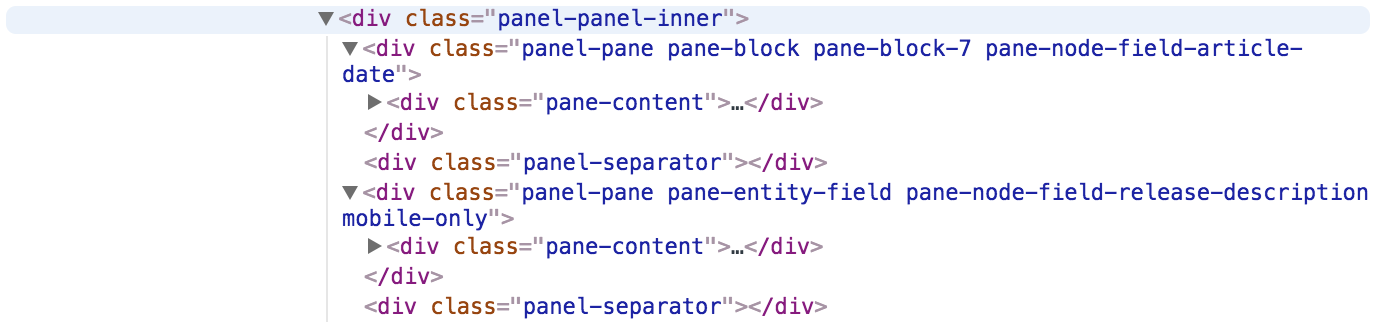 <div class="panel-panel-inner">
<div class="panel-pane pane-block pane-block-7 pane-node-field-article-
date">
<div class="pane-content">…</div>
</div>
<div class="panel-separator"></div>
<div class="panel-pane pane-entity-field pane-node-field-release-description
mobile-only">
<div class="pane-content">…</div>
</div>
<div class="panel-separator"></div>